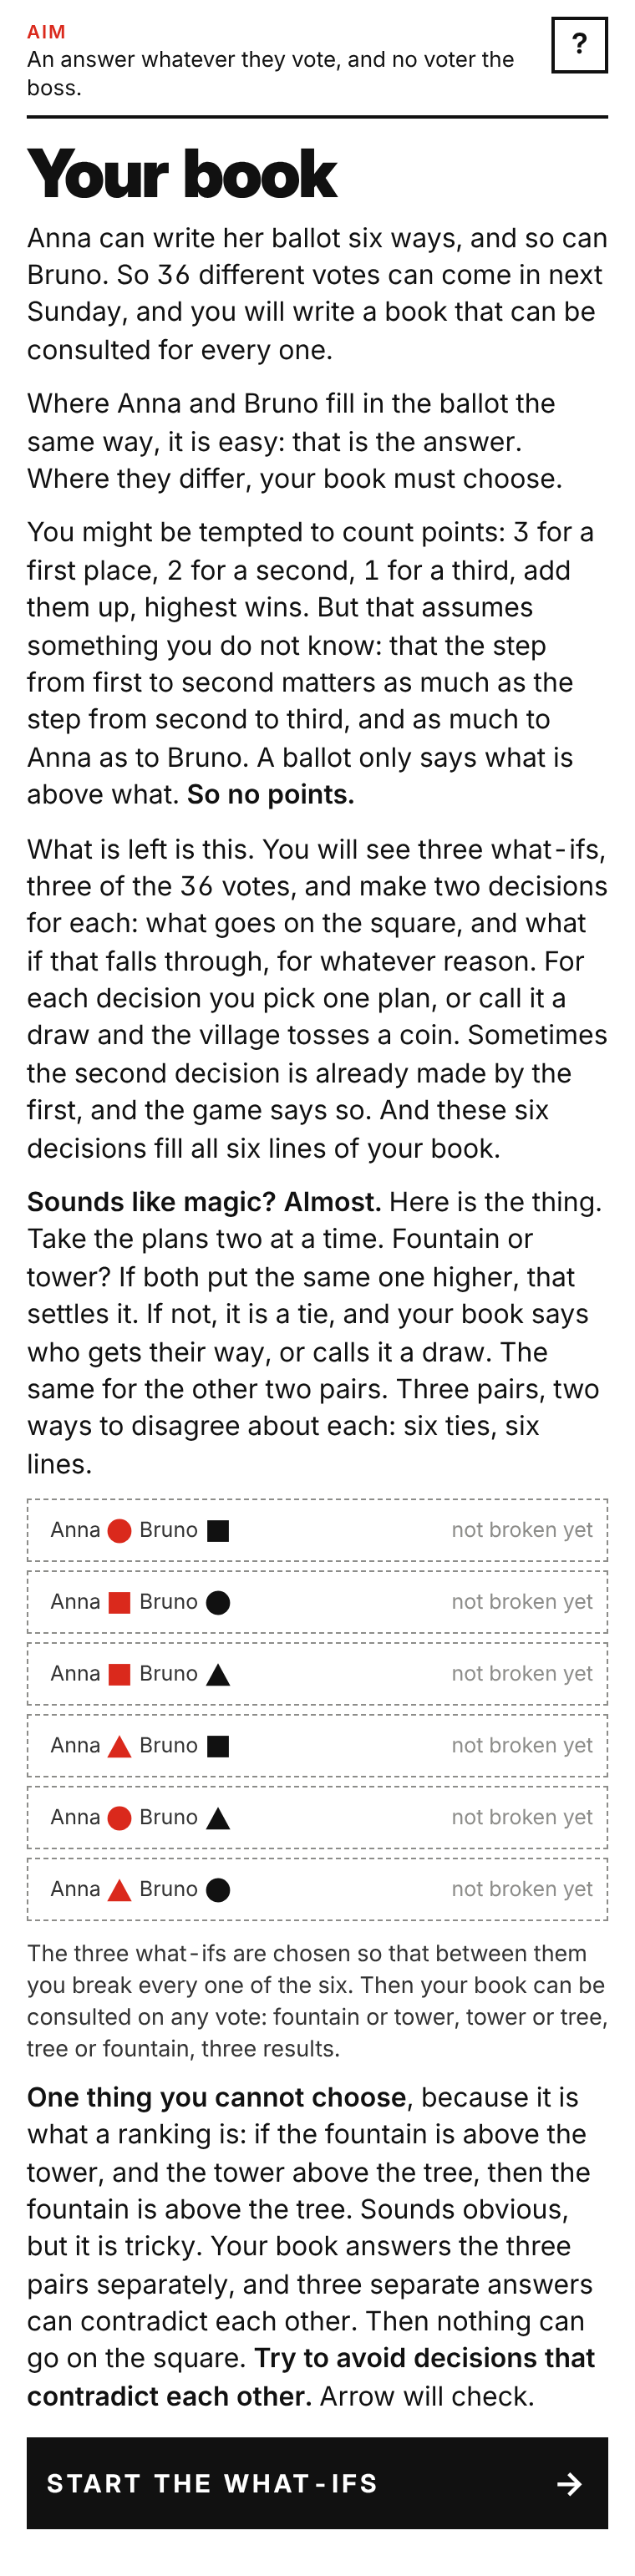 AIM
An answer whatever they vote, and no voter the
boss.
?
Your book
Anna can write her ballot six ways, and so can
Bruno. So 36 different votes can come in next
Sunday, and you will write a book that can be
consulted for every one.
Where Anna and Bruno fill in the ballot the
same way, it is easy: that is the answer.
Where they differ, your book must choose.
You might be tempted to count points: 3 for a
first place, 2 for a second, 1 for a third, add
them up, highest wins. But that assumes
something you do not know: that the step
from first to second matters as much as the
step from second to third, and as much to
Anna as to Bruno. A ballot only says what is
above what. So no points.
What is left is this. You will see three what-ifs,
three of the 36 votes, and make two decisions
for each: what goes on the square, and what
if that falls through, for whatever reason. For
each decision you pick one plan, or call it a
draw and the village tosses a coin. Sometimes
the second decision is already made by the
first, and the game says so. And these six
decisions fill all six lines of your book.
Sounds like magic? Almost. Here is the thing.
Take the plans two at a time. Fountain or
tower? If both put the same one higher, that
settles it. If not, it is a tie, and your book says
who gets their way, or calls it a draw. The
same for the other two pairs. Three pairs, two
ways to disagree about each: six ties, six
lines.
Anna Bruno not broken yet
Anna Bruno not broken yet
Anna Bruno not broken yet
Anna Bruno not broken yet
Anna Bruno not broken yet
Anna Bruno not broken yet
The three what-ifs are chosen so that between them
you break every one of the six. Then your book can be
consulted on any vote: fountain or tower, tower or tree,
tree or fountain, three results.
One thing you cannot choose, because it is
what a ranking is: if the fountain is above the
tower, and the tower above the tree, then the
fountain is above the tree. Sounds obvious,
but it is tricky. Your book answers the three
pairs separately, and three separate answers
can contradict each other. Then nothing can
go on the square. Try to avoid decisions that
contradict each other. Arrow will check.
START THE WHAT-IFS →